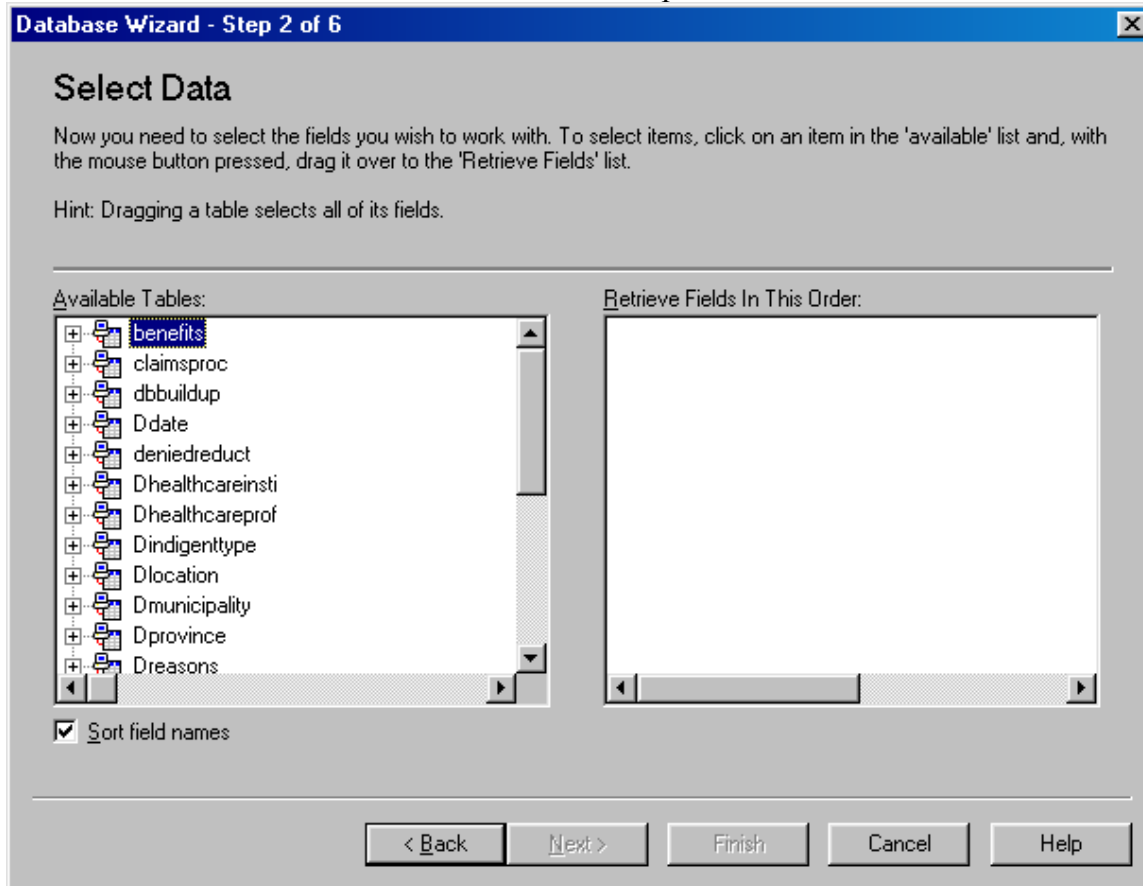 Database Wizard - Step 2 of 6
Select Data
Now you need to select the fields you wish to work with. To select items, click on an item in the 'available' list and, with
the mouse button pressed, drag it over to the 'Retrieve Fields' list.
Hint: Dragging a table selects all of its fields.
Available Tables:
benefits
claimsproc
dbbuildup
Ddate
deniedreduct
Dhealthcareinsti
Dhealthcareprof
Dindigenttype
Dlocation
Dmunicipality
Dprovince
Dreasons
Retrieve Fields In This Order:
Sort field names
< Back
Next >
Finish
Cancel
Help